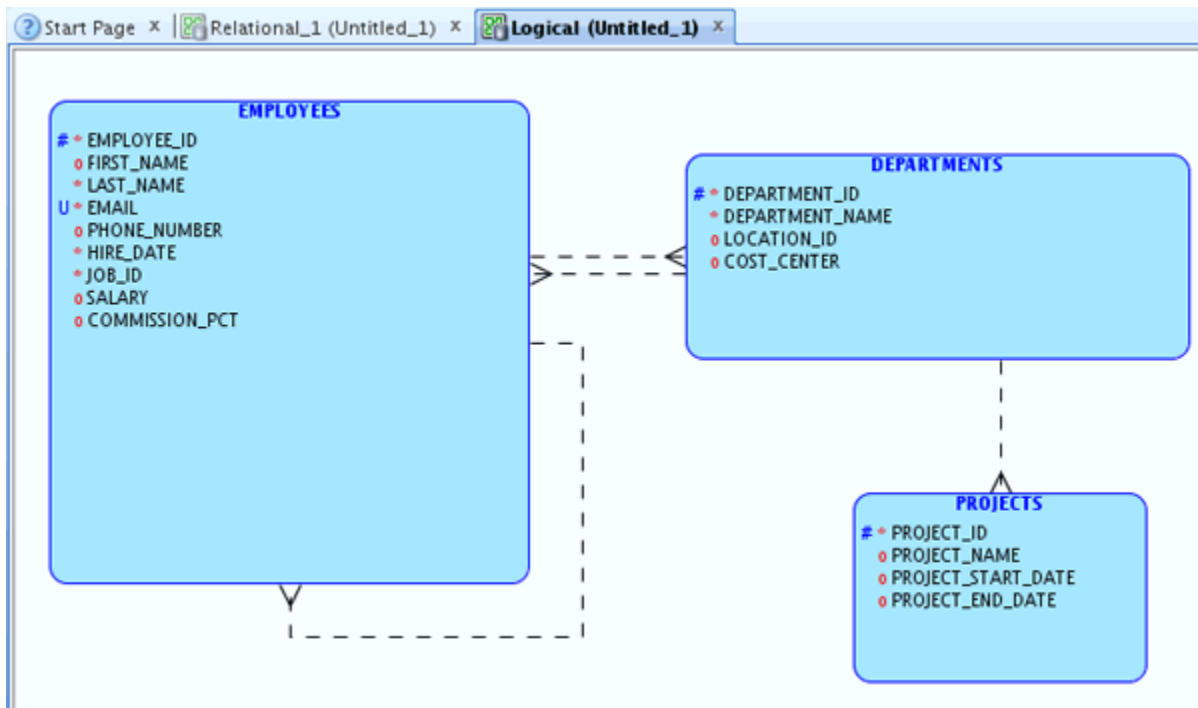 Start Page x Relational_1 (Untitled_1) x Logical (Untitled_1) x
EMPLOYEES
# * EMPLOYEE_ID
o FIRST_NAME
* LAST_NAME
U * EMAIL
o PHONE_NUMBER
* HIRE_DATE
* JOB_ID
o SALARY
o COMMISSION_PCT
DEPARTMENTS
# * DEPARTMENT_ID
* DEPARTMENT_NAME
o LOCATION_ID
o COST_CENTER
PROJECTS
# * PROJECT_ID
o PROJECT_NAME
o PROJECT_START_DATE
o PROJECT_END_DATE